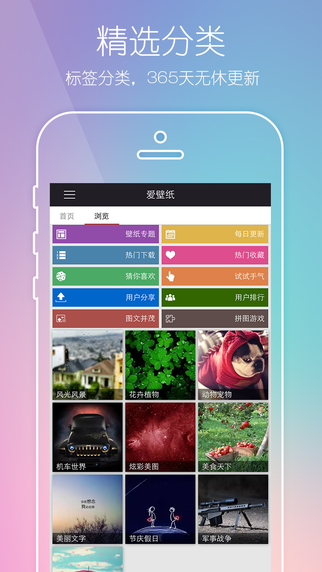 精选分类
标签分类，365天无休更新
爱壁纸
首页 浏览
壁纸专题 每日更新
热门下载 热门收藏
猜你喜欢 试试手气
用户分享 用户排行
图文并茂 拼图游戏
风光风景 花卉植物 动物宠物
机车世界 炫彩美图 美食天下
美丽文字 节庆假日 军事战争